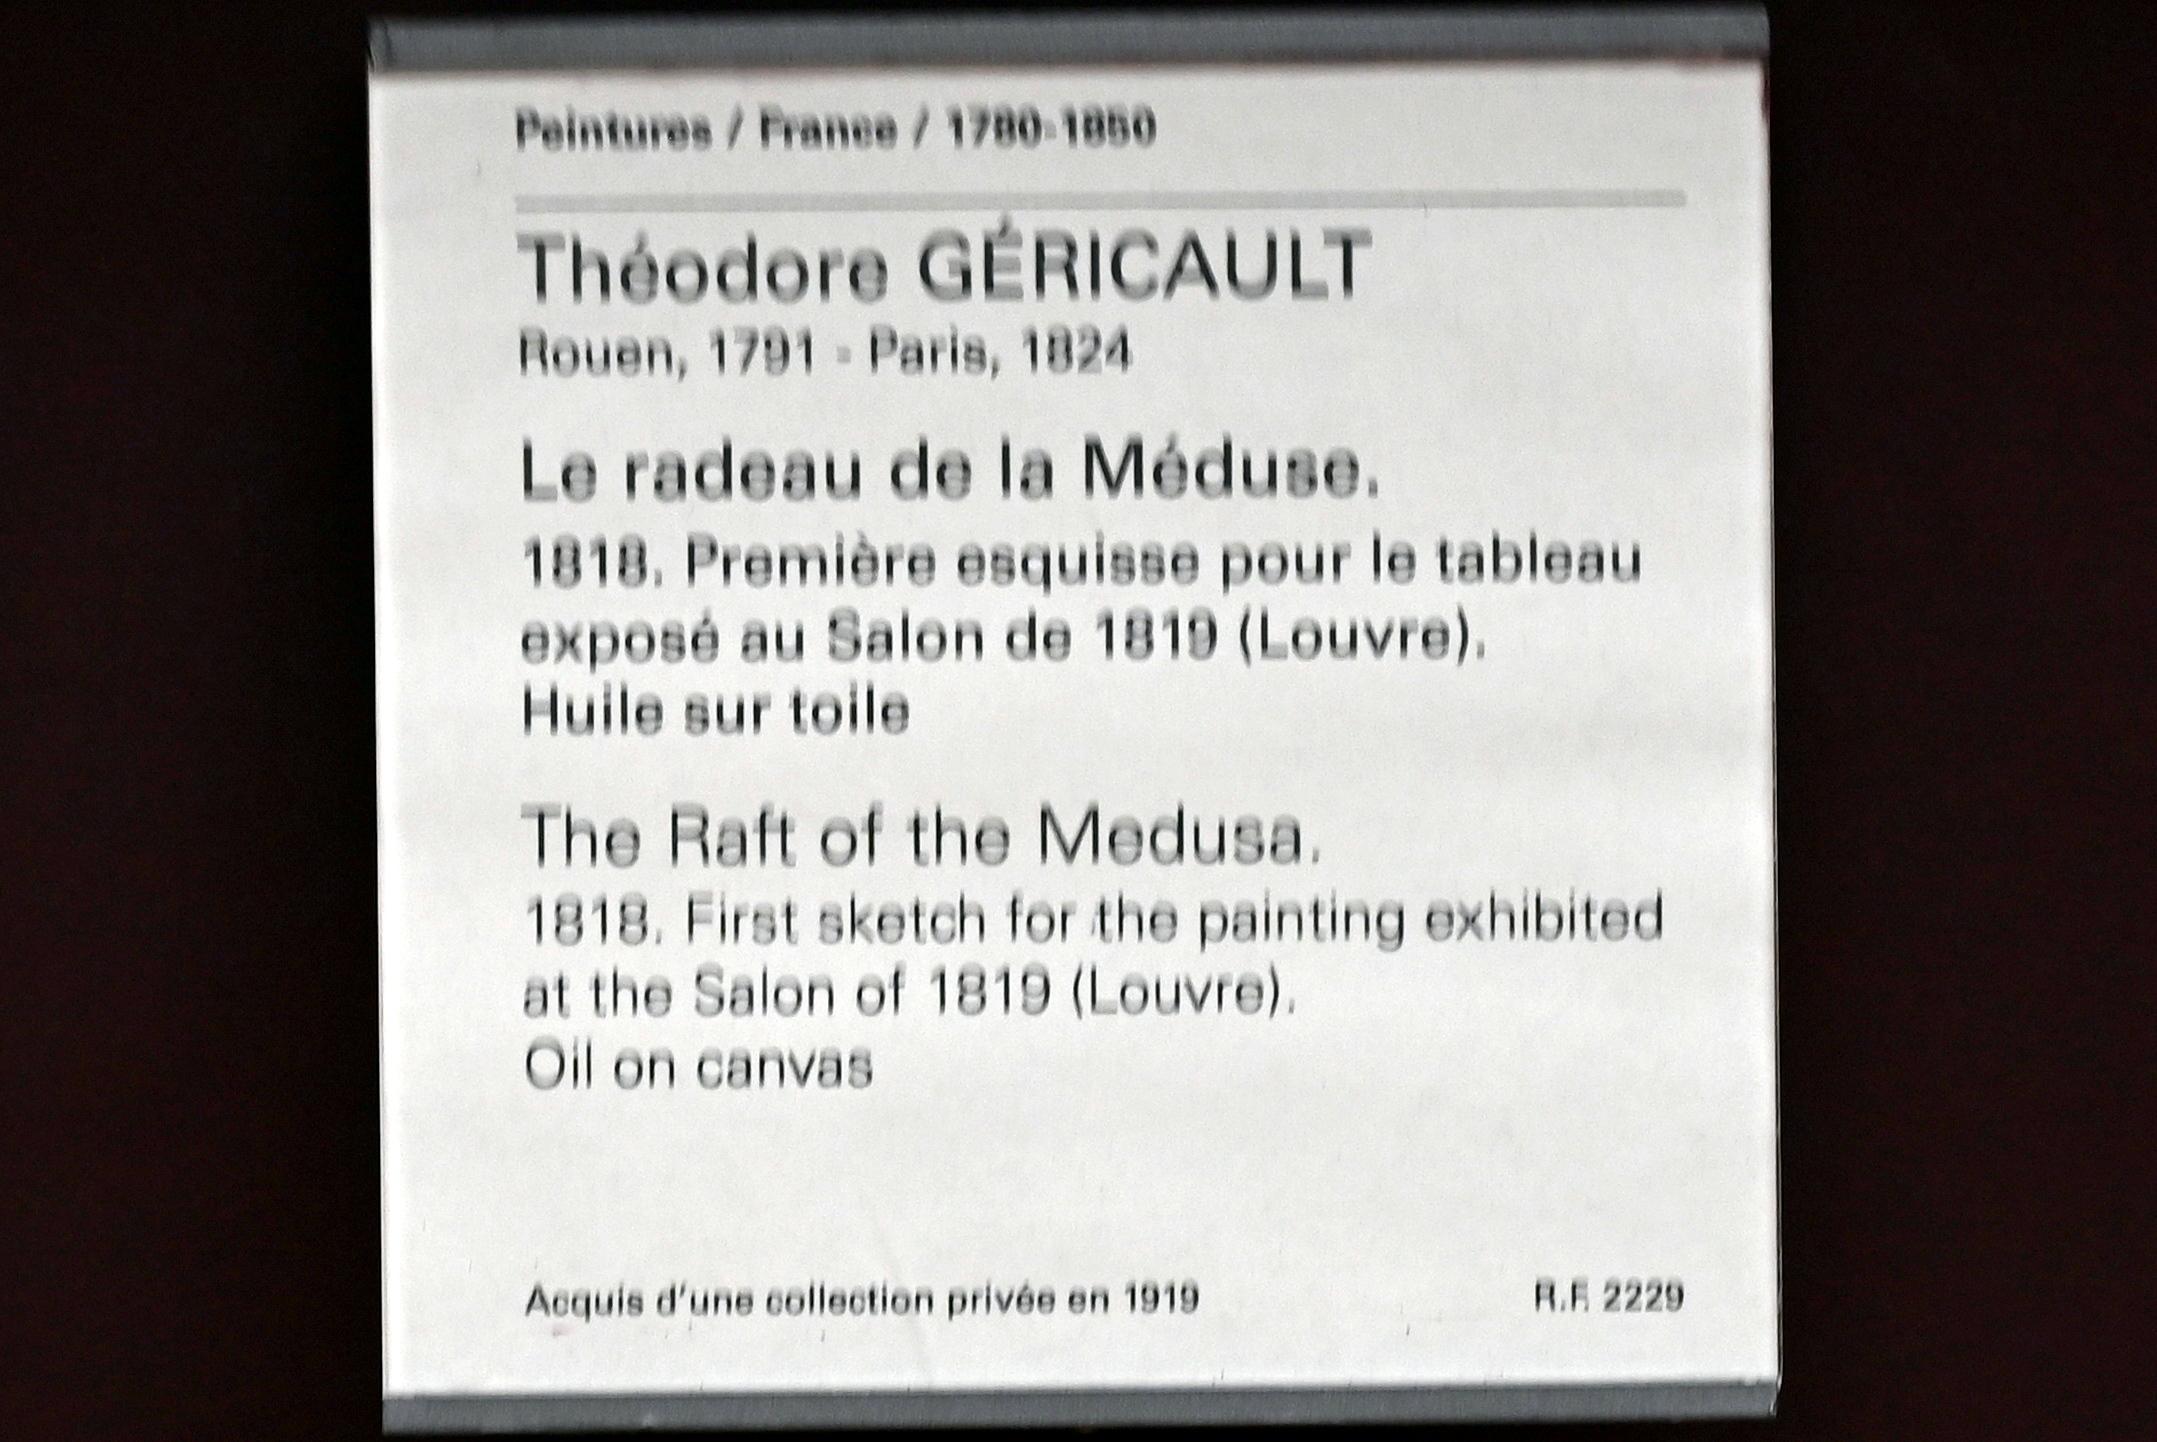 Peintures / France / 1780-1850
Théodore GÉRICAULT
Rouen, 1791 - Paris, 1824
Le radeau de la Méduse.
1818. Première esquisse pour le tableau
exposé au Salon de 1819 (Louvre).
Huile sur toile
The Raft of the Medusa.
1818. First sketch for the painting exhibited
at the Salon of 1819 (Louvre).
Oil on canvas
Acquis d'une collection privée en 1919 R.F. 2229